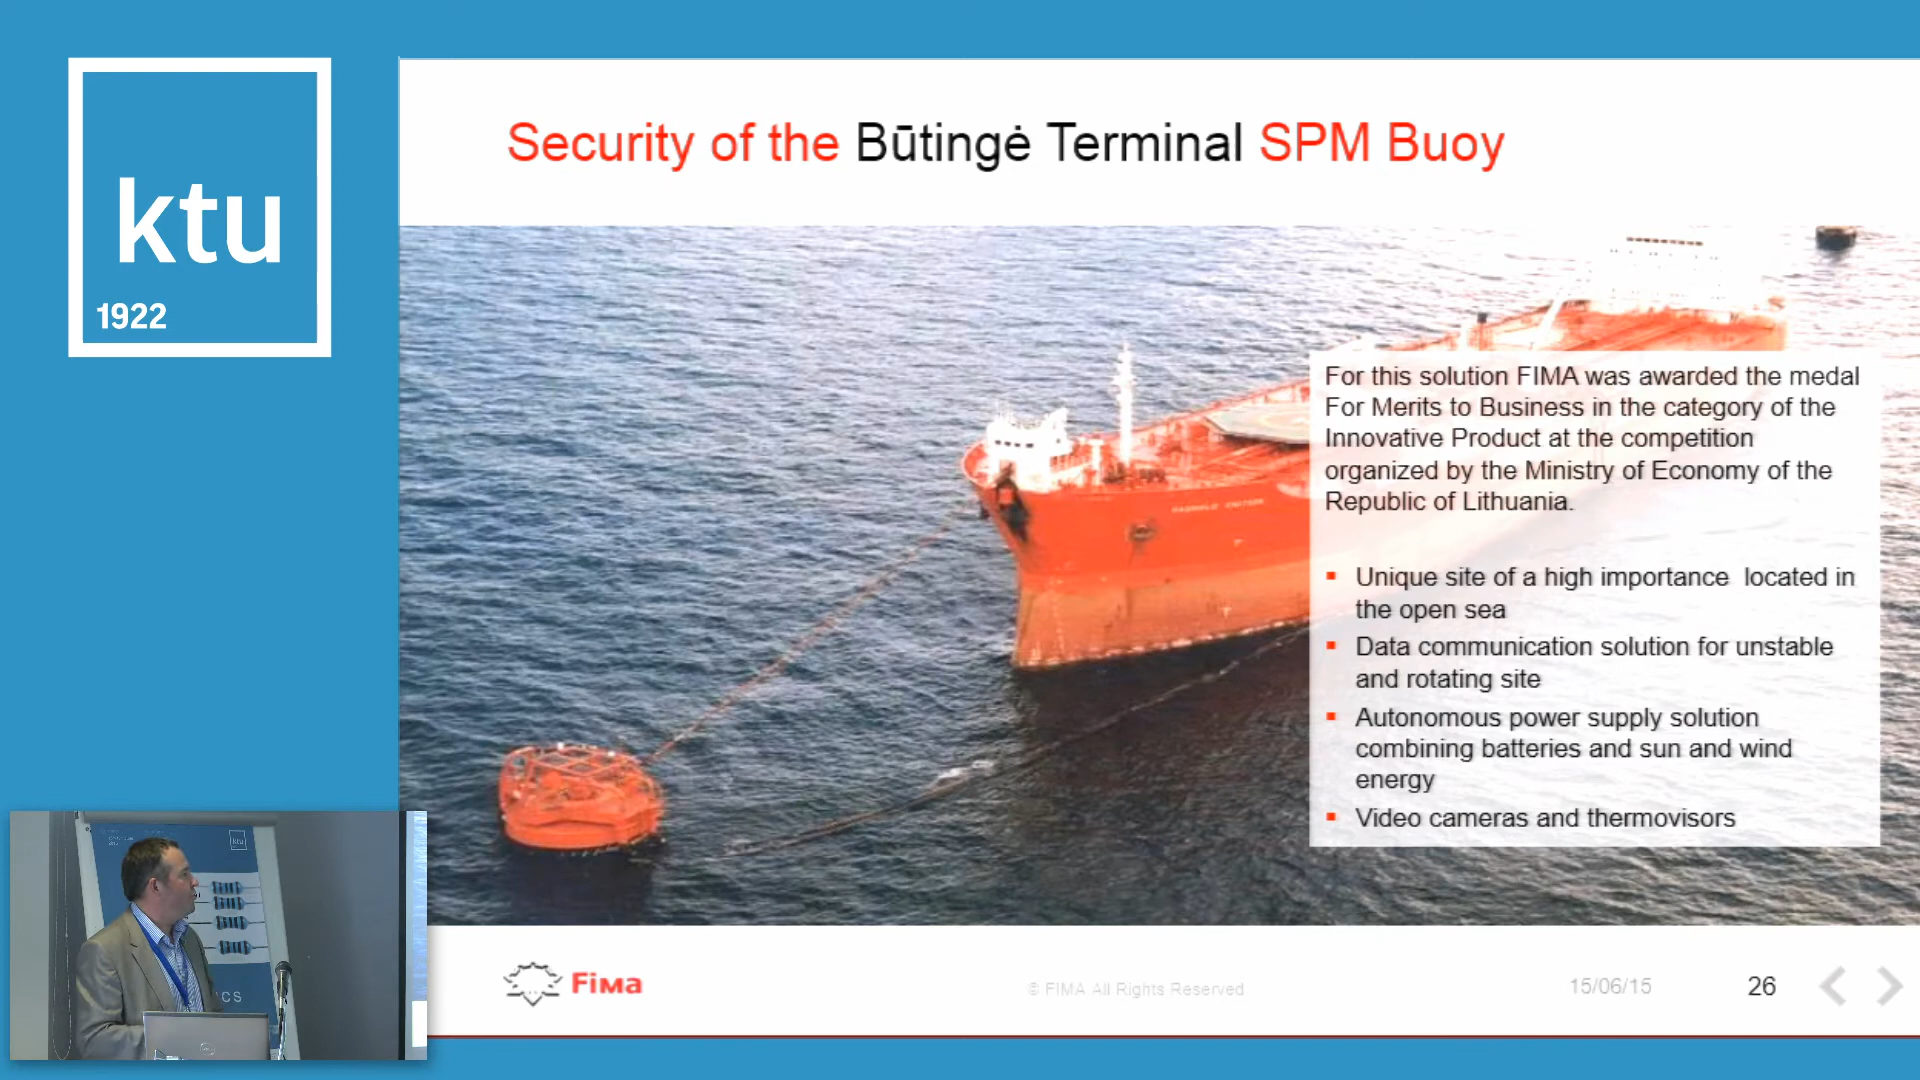 ktu
1922
Security of the Būtingė Terminal SPM Buoy
For this solution FIMA was awarded the medal
For Merits to Business in the category of the
Innovative Product at the competition
organized by the Ministry of Economy of the
Republic of Lithuania.
Unique site of a high importance located in
the open sea
Data communication solution for unstable
and rotating site
Autonomous power supply solution
combining batteries and sun and wind
energy
Video cameras and thermovisors
ktu
CS
Fima
© FIMA All Rights Reserved
15/06/15
26